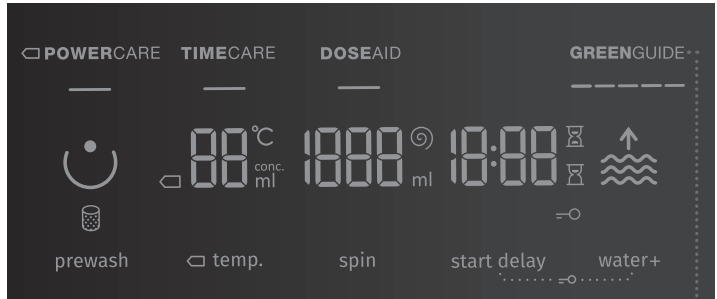 POWERCARE TIMECARE DOSEAID GREENGUIDE
88 °C 1888 18:88
conc.
ml ml
prewash temp. spin start delay water+